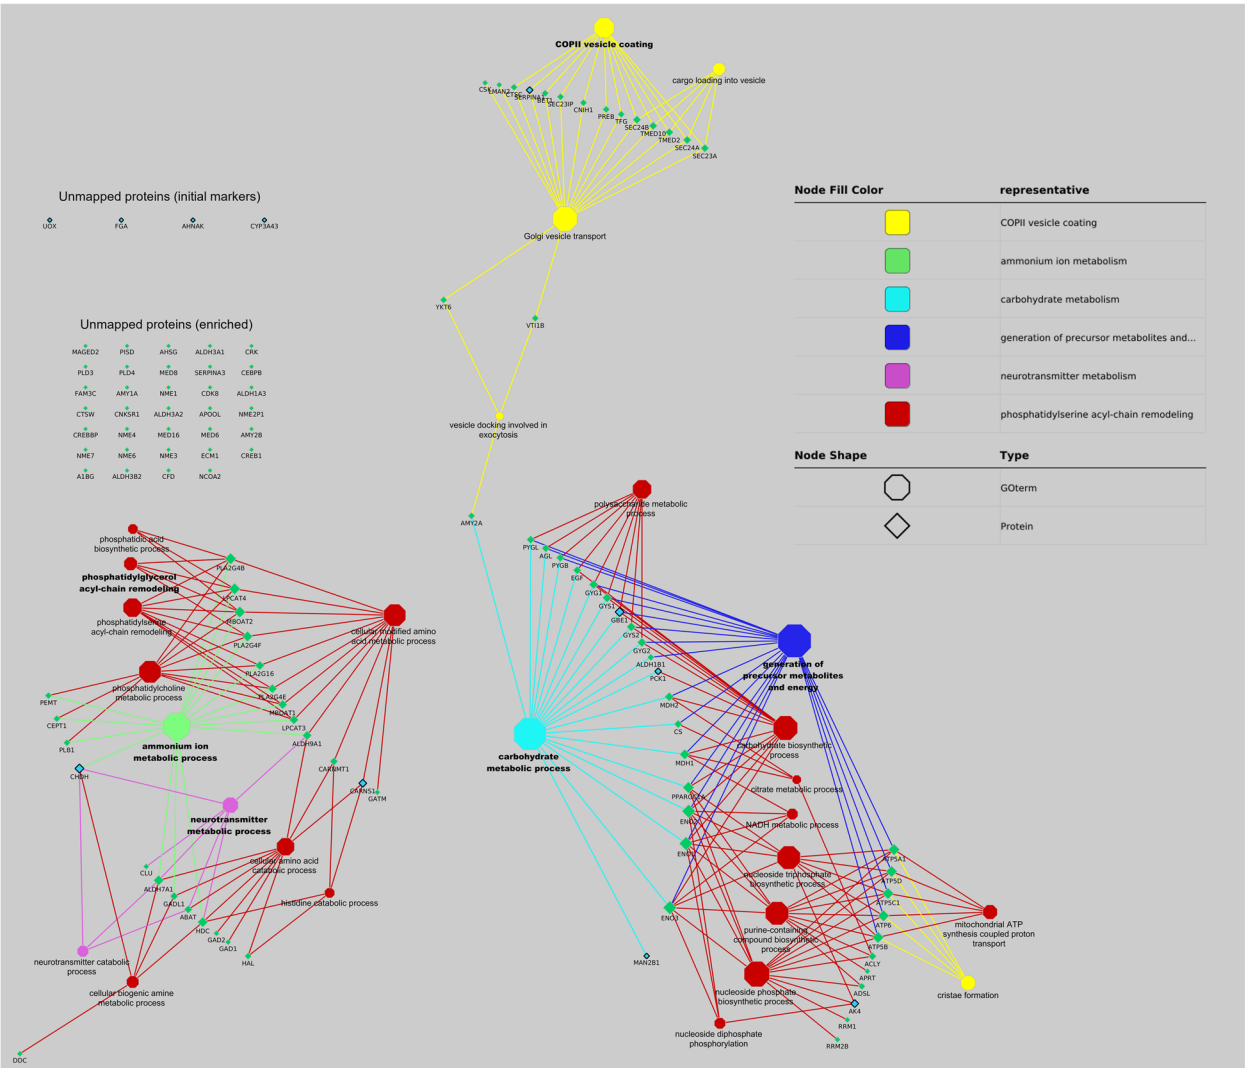 COPII vesicle coating
cargo loading into vesicle
CSK
LMAN2
CTSC
SERPINA1
BET1
SEC23IP
CNIH1
PREB
TFG
SEC24B
TMED10
TMED2
SEC24A
SEC23A
Golgi vesicle transport
YKT6
VTI1B
vesicle docking involved in
exocytosis
AMY2A
Unmapped proteins (initial markers)
UOX FGA AHNAK CYP3A43
Unmapped proteins (enriched)
MAGED2 PISD AHSG ALDH3A1 CRK
PLD3 PLD4 MED8 SERPINA3 CEBPB
FAM3C AMY1A NME1 CDK8 ALDH1A3
CTSW CNKSR1 ALDH3A2 APOOL NME2P1
CREBBP NME4 MED16 MED6 AMY2B
NME7 NME6 NME3 ECM1 CREB1
A1BG ALDH3B2 CFD NCOA2
Node Fill Color representative
COPII vesicle coating
ammonium ion metabolism
carbohydrate metabolism
generation of precursor metabolites and...
neurotransmitter metabolism
phosphatidylserine acyl-chain remodeling
Node Shape Type
GOterm
Protein
phosphatidic acid
biosynthetic process
phosphatidylglycerol
acyl-chain remodeling
phosphatidylserine
acyl-chain remodeling
phosphatidylcholine
metabolic process
PLA2G4B
LPCAT4
MBOAT2
PLA2G4F
PLA2G16
PLA2G4E
MBOAT1
LPCAT3
ALDH9A1
cellular modified amino
acid metabolic process
PEMT
CEPT1
PLB1
CHDH
ammonium ion
metabolic process
CARNMT1
CARNS1
GATM
neurotransmitter
metabolic process
cellular amino acid
catabolic process
histidine catabolic process
CLU
ALDH7A1
GADL1
ABAT
HDC
GAD2
GAD1
HAL
neurotransmitter catabolic
process
cellular biogenic amine
metabolic process
DDC
polysaccharide metabolic
process
PYGL
AGL
PYGB
EGF
GYG1
GYS1
GBE1
GYS2
GYG2
ALDH1B1
PCK1
MDH2
CS
MDH1
PPARGC1A
ENO3
MAN2B1
generation of
precursor metabolites
and energy
carbohydrate metabolic process
carbohydrate biosynthetic
process
citrate metabolic process
NADH metabolic process
nucleoside triphosphate
biosynthetic process
purine-containing
compound biosynthetic
process
nucleoside phosphate
biosynthetic process
nucleoside diphosphate
phosphorylation
ATP5A1
ATP5D
ATP5C1
ATP6
ATP5B
ACLY
APRT
ADSL
AK4
RRM1
RRM2B
mitochondrial ATP
synthesis coupled proton
transport
cristae formation